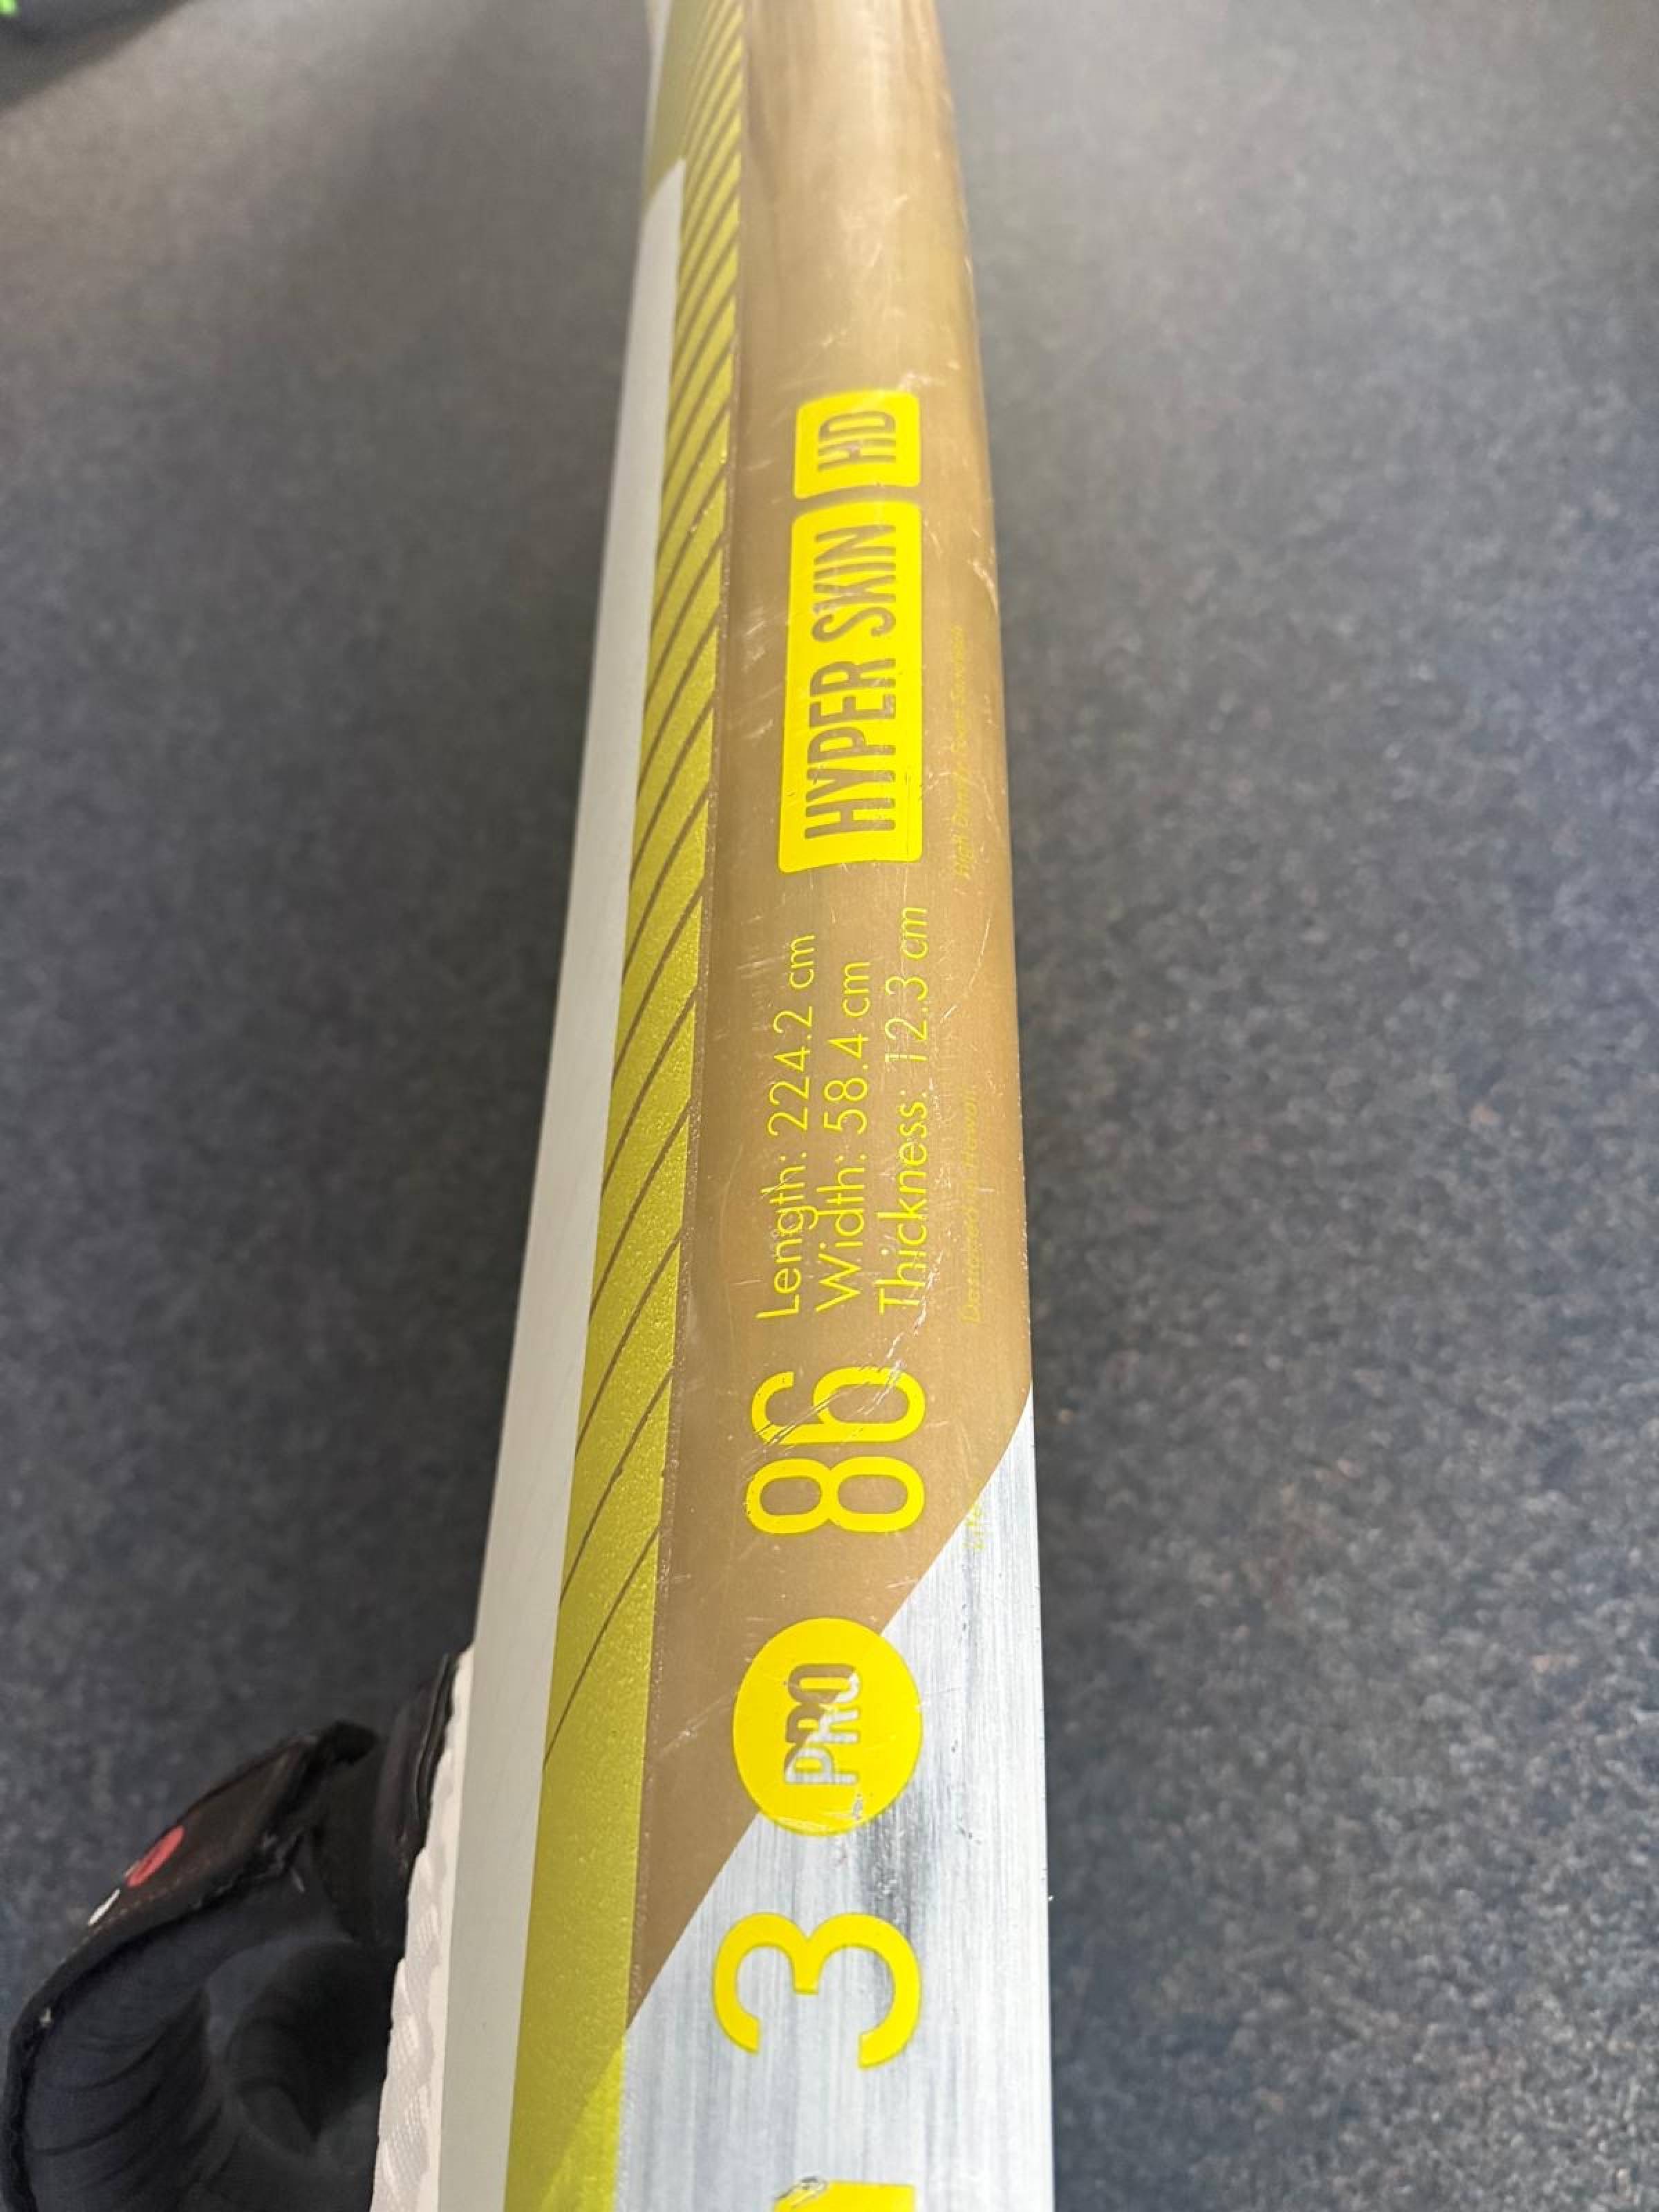 3 PRO 86
Length: 224.2 cm
Width: 58.4 cm
Thickness: 12.3 cm
HYPER SKIN HD